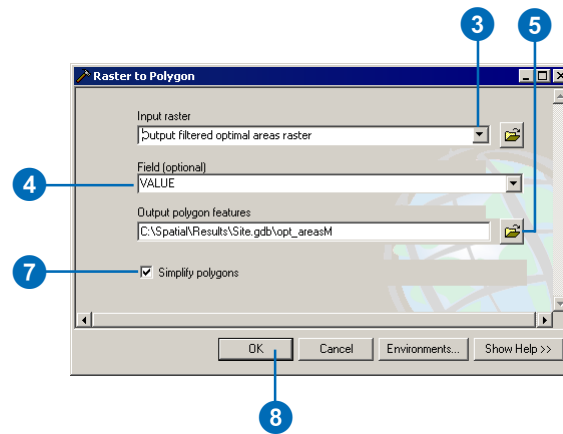 3
5
Raster to Polygon
Input raster
Output filtered optimal areas raster
Field (optional)
4
VALUE
Output polygon features
C:\Spatial\Results\Site.gdb\opt_areasM
7
Simplify polygons
OK
Cancel
Environments...
Show Help >>
8